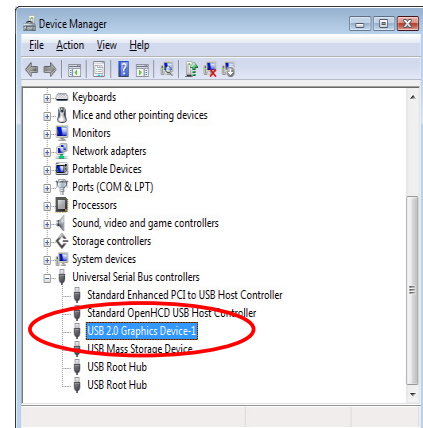 Device Manager
File Action View Help
Keyboards
Mice and other pointing devices
Monitors
Network adapters
Portable Devices
Ports (COM & LPT)
Processors
Sound, video and game controllers
Storage controllers
System devices
Universal Serial Bus controllers
Standard Enhanced PCI to USB Host Controller
Standard OpenHCD USB Host Controller
USB 2.0 Graphics Device-1
USB Mass Storage Device
USB Root Hub
USB Root Hub